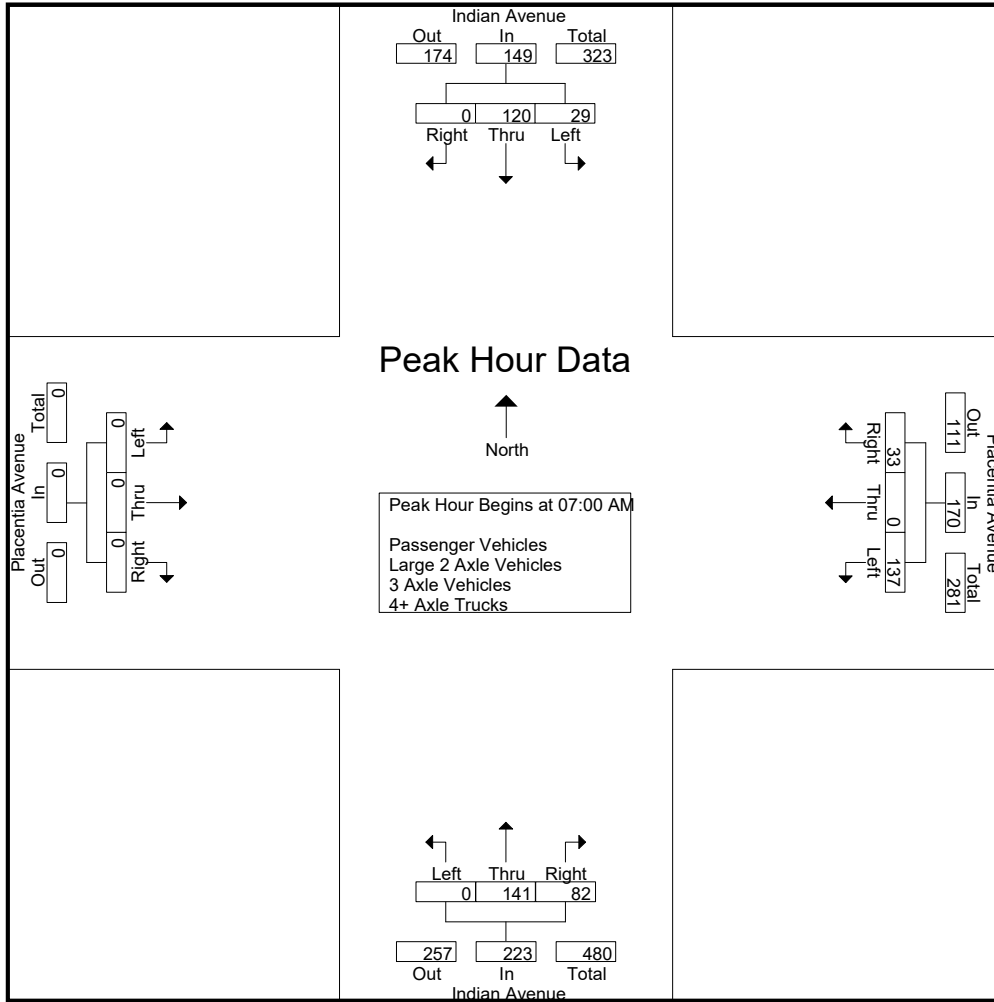 Indian Avenue
Out In Total
174 149 323
0 120 29
Right Thru Left
Peak Hour Data
North
Peak Hour Begins at 07:00 AM
Passenger Vehicles
Large 2 Axle Vehicles
3 Axle Vehicles
4+ Axle Trucks
Placentia Avenue
Out In Total
0 0 0
0 0 0
Right Thru Left
Placentia Avenue
Out In Total
111 170 281
33 0 137
Right Thru Left
Left Thru Right
0 141 82
257 223 480
Out In Total
Indian Avenue